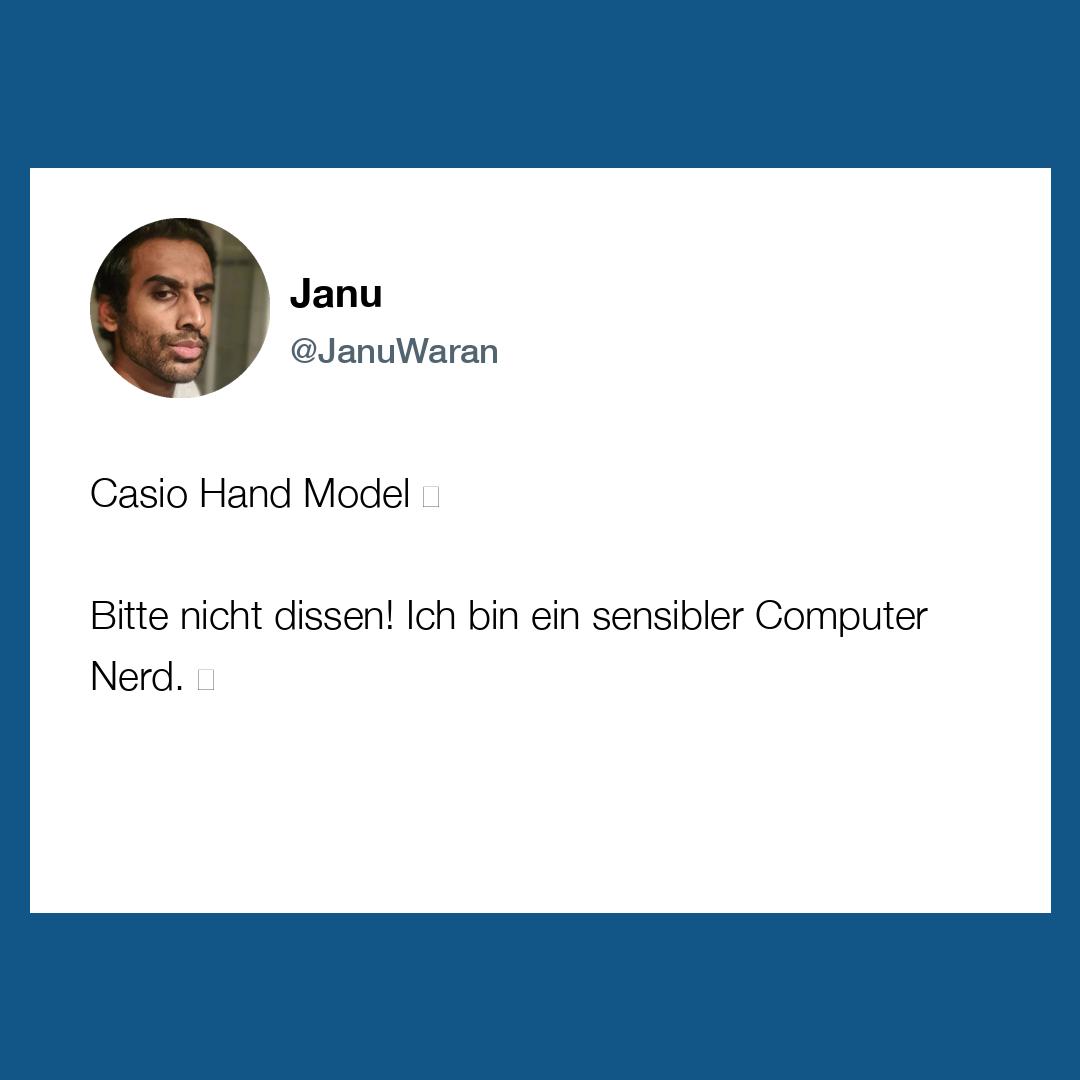 Janu
@JanuWaran
Casio Hand Model
Bitte nicht dissen! Ich bin ein sensibler Computer
Nerd.